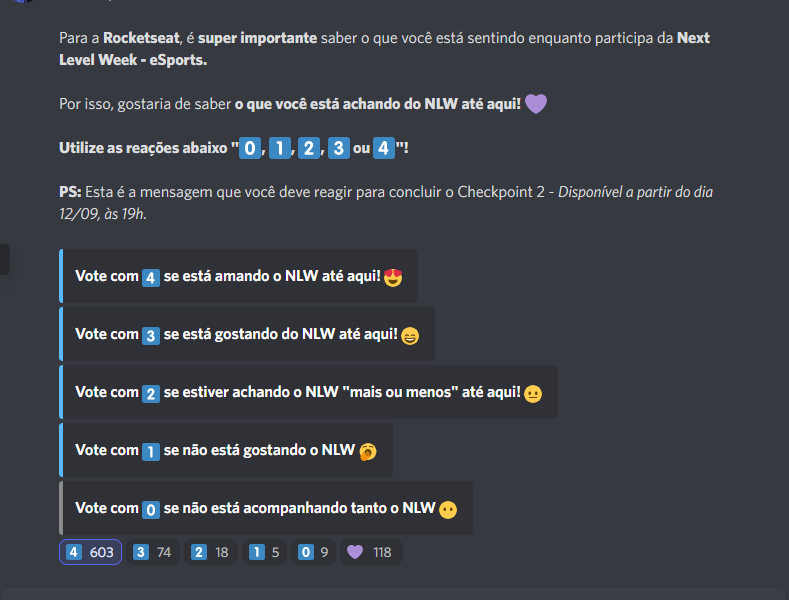 Para a Rocketseat, é super importante saber o que você está sentindo enquanto participa da Next
Level Week - eSports.
Por isso, gostaria de saber o que você está achando do NLW até aqui! 💜
Utilize as reações abaixo "0️⃣, 1️⃣, 2️⃣, 3️⃣ ou 4️⃣"!
PS: Esta é a mensagem que você deve reagir para concluir o Checkpoint 2 - Disponível a partir do dia
12/09, às 19h.
Vote com 4️⃣ se está amando o NLW até aqui! 😍
Vote com 3️⃣ se está gostando do NLW até aqui! 😄
Vote com 2️⃣ se estiver achando o NLW "mais ou menos" até aqui! 😐
Vote com 1️⃣ se não está gostando o NLW 🥱
Vote com 0️⃣ se não está acompanhando tanto o NLW 😶
4️⃣ 603 3️⃣ 74 2️⃣ 18 1️⃣ 5 0️⃣ 9 💜 118